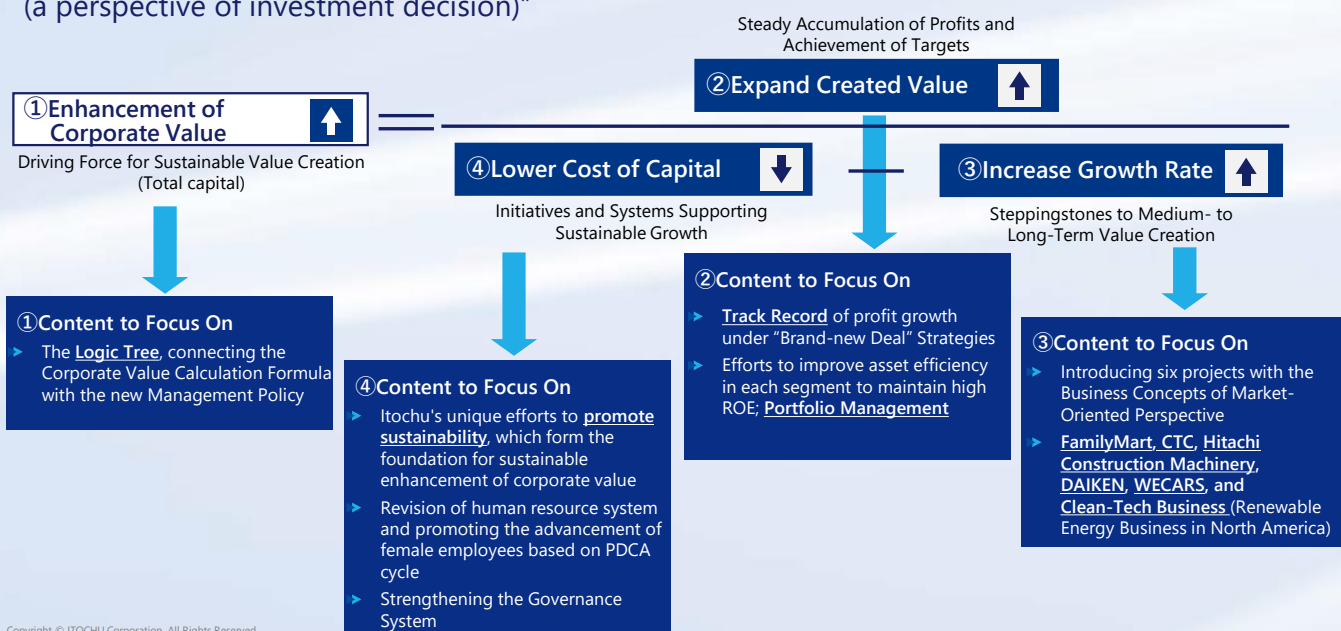 (a perspective of investment decision)"
Steady Accumulation of Profits and
Achievement of Targets
②Expand Created Value
①Enhancement of
Corporate Value
Driving Force for Sustainable Value Creation
(Total capital)
④Lower Cost of Capital
③Increase Growth Rate
Initiatives and Systems Supporting
Sustainable Growth
Steppingstones to Medium- to
Long-Term Value Creation
①Content to Focus On
The Logic Tree, connecting the
Corporate Value Calculation Formula
with the new Management Policy
④Content to Focus On
Itochu's unique efforts to promote
sustainability, which form the
foundation for sustainable
enhancement of corporate value
Revision of human resource system
and promoting the advancement of
female employees based on PDCA
cycle
Strengthening the Governance
System
②Content to Focus On
Track Record of profit growth
under "Brand-new Deal" Strategies
Efforts to improve asset efficiency
in each segment to maintain high
ROE; Portfolio Management
③Content to Focus On
Introducing six projects with the
Business Concepts of Market-
Oriented Perspective
FamilyMart, CTC, Hitachi
Construction Machinery,
DAIKEN, WECARS, and
Clean-Tech Business (Renewable
Energy Business in North America)
Copyright © ITOCHU Corporation. All Rights Reserved.